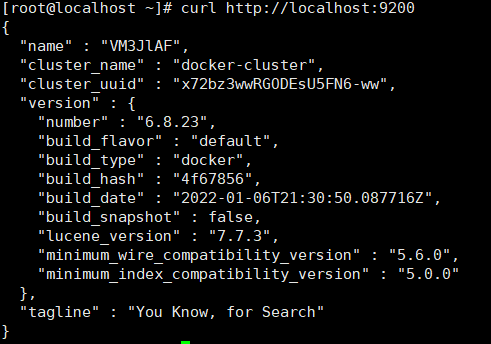 [root@localhost ~]# curl http://localhost:9200
{
  "name" : "VM3JlAF",
  "cluster_name" : "docker-cluster",
  "cluster_uuid" : "x72bz3wwRGODEsU5FN6-ww",
  "version" : {
    "number" : "6.8.23",
    "build_flavor" : "default",
    "build_type" : "docker",
    "build_hash" : "4f67856",
    "build_date" : "2022-01-06T21:30:50.087716Z",
    "build_snapshot" : false,
    "lucene_version" : "7.7.3",
    "minimum_wire_compatibility_version" : "5.6.0",
    "minimum_index_compatibility_version" : "5.0.0"
  },
  "tagline" : "You Know, for Search"
}